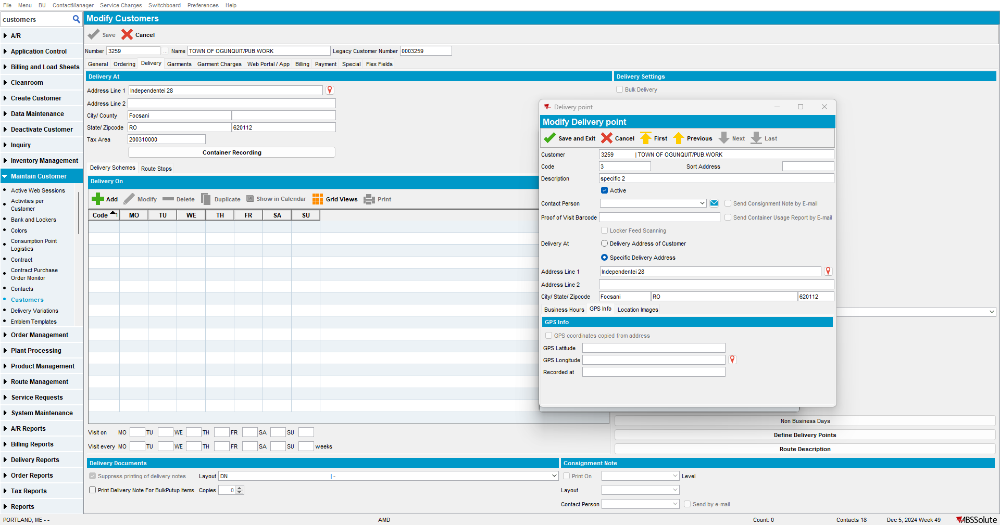 File Menu BU ContactManager Service Charges Switchboard Preferences Help
customers
Modify Customers
Save Cancel
Number 3259 ... Name TOWN OF OGUNQUIT/PUB.WORK Legacy Customer Number 0003259
General Ordering Delivery Garments Garment Charges Web Portal / App Billing Payment Special Flex Fields
A/R
Application Control
Billing and Load Sheets
Cleanroom
Create Customer
Data Maintenance
Deactivate Customer
Inquiry
Inventory Management
Maintain Customer
Active Web Sessions
Activities per
Customer
Bank and Lockers
Colors
Consumption Point
Logistics
Contract
Contract Purchase
Order Monitor
Contacts
Customers
Delivery Variations
Emblem Templates
Order Management
Plant Processing
Product Management
Route Management
Service Requests
System Maintenance
A/R Reports
Billing Reports
Delivery Reports
Order Reports
Tax Reports
Reports
Delivery At
Address Line 1 Independentei 28
Address Line 2
City/ County Focsani
State/ Zipcode RO 620112
Tax Area 200310000
Container Recording
Delivery Schemes Route Stops
Delivery On
Add Modify Delete Duplicate 16 Show in Calendar Grid Views Print
Code 1 MO TU WE TH FR SA SU
Visit on MO TU WE TH FR SA SU
Visit every MO TU WE TH FR SA SU weeks
Delivery Settings
Bulk Delivery
Delivery point
Modify Delivery point
Save and Exit Cancel First Previous Next Last
Customer 3259 | TOWN OF OGUNQUIT/PUB.WORK
Code 3 Sort Address
Description specific 2
Active
Contact Person Send Consignment Note by E-mail
Proof of Visit Barcode Send Container Usage Report by E-mail
Locker Feed Scanning
Delivery At Delivery Address of Customer
Specific Delivery Address
Address Line 1 Independentei 28
Address Line 2
City/ State/ Zipcode Focsani RO 620112
Business Hours GPS Info Location Images
GPS Info
GPS coordinates copied from address
GPS Latitude
GPS Longitude
Recorded at
Non Business Days
Define Delivery Points
Route Description
Delivery Documents
Suppress printing of delivery notes Layout DN | -
Print Delivery Note For BulkPutup Items Copies 0
Consignment Note
Print On Level
Layout
Contact Person Send by e-mail
PORTLAND, ME - - AMD Count: 0 Contacts 18 Dec 5, 2024 Week 49 ABSSolute